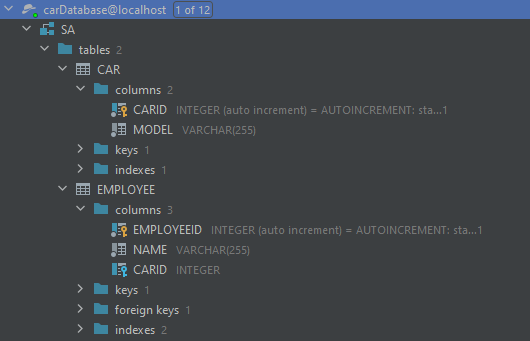 carDatabase@localhost 1 of 12
SA
tables 2
CAR
columns 2
CARID INTEGER (auto increment) = AUTOINCREMENT: sta...1
MODEL VARCHAR(255)
keys 1
indexes 1
EMPLOYEE
columns 3
EMPLOYEEID INTEGER (auto increment) = AUTOINCREMENT: sta...1
NAME VARCHAR(255)
CARID INTEGER
keys 1
foreign keys 1
indexes 2